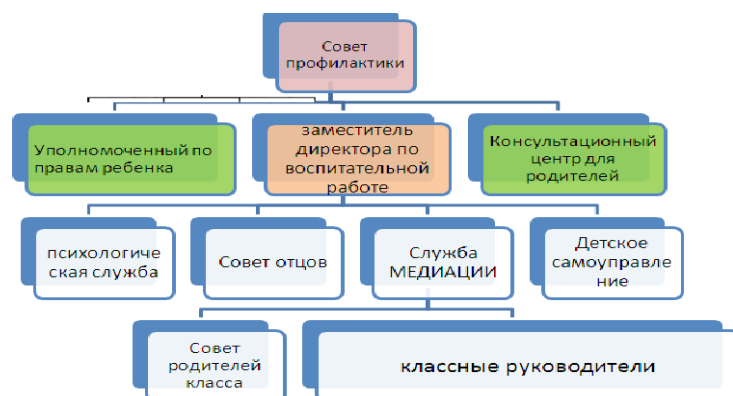 Совет
профилактики
Уполномоченный по
правам ребенка
заместитель
директора по
воспитательной
работе
Консультационный
центр для
родителей
психологиче
ская служба
Совет отцов
Служба
МЕДИАЦИИ
Детское
самоуправле
ние
Совет
родителей
класса
классные руководители